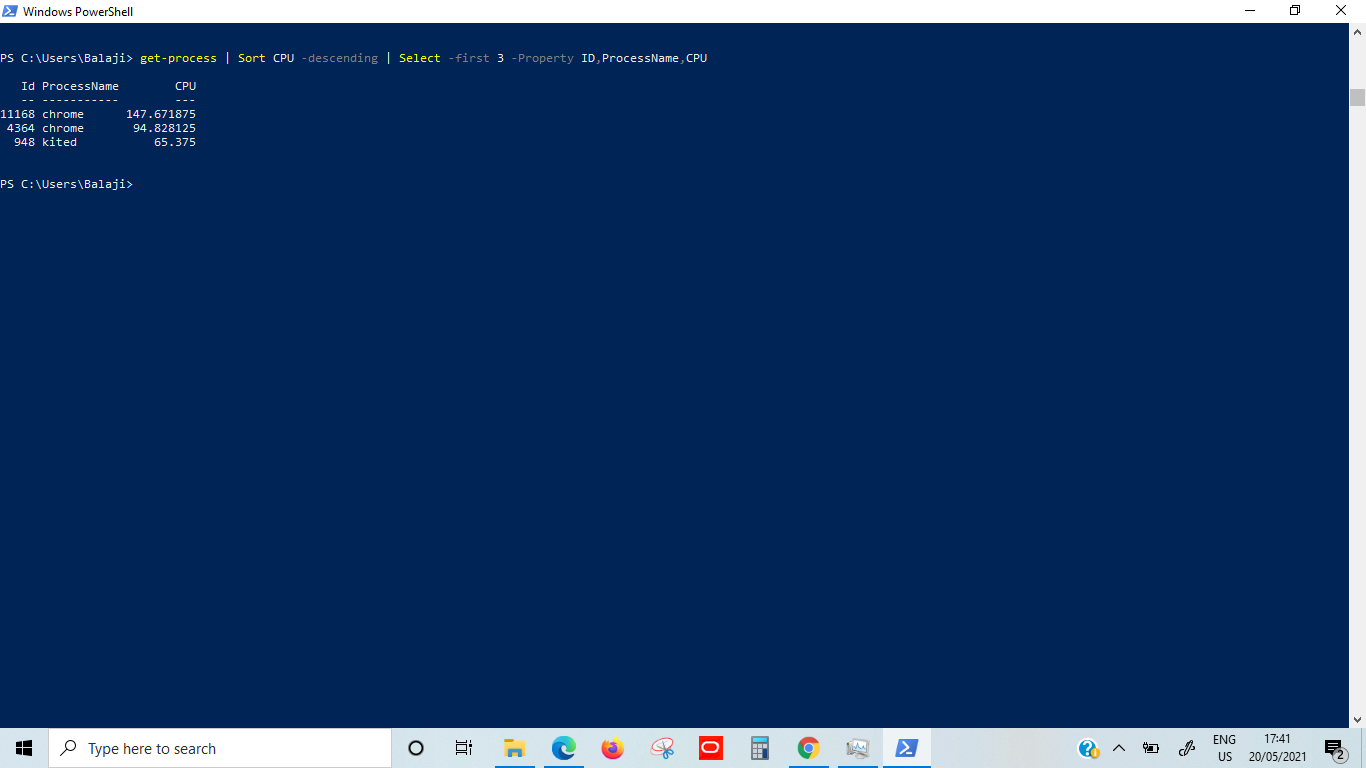 Windows PowerShell
PS C:\Users\Balaji> get-process | Sort CPU -descending | Select -first 3 -Property ID,ProcessName,CPU
   Id ProcessName        CPU
   -- -----------        ---
11168 chrome      147.671875
 4364 chrome       94.828125
  948 kited           65.375
PS C:\Users\Balaji>
Type here to search
ENG
US
17:41
20/05/2021
2